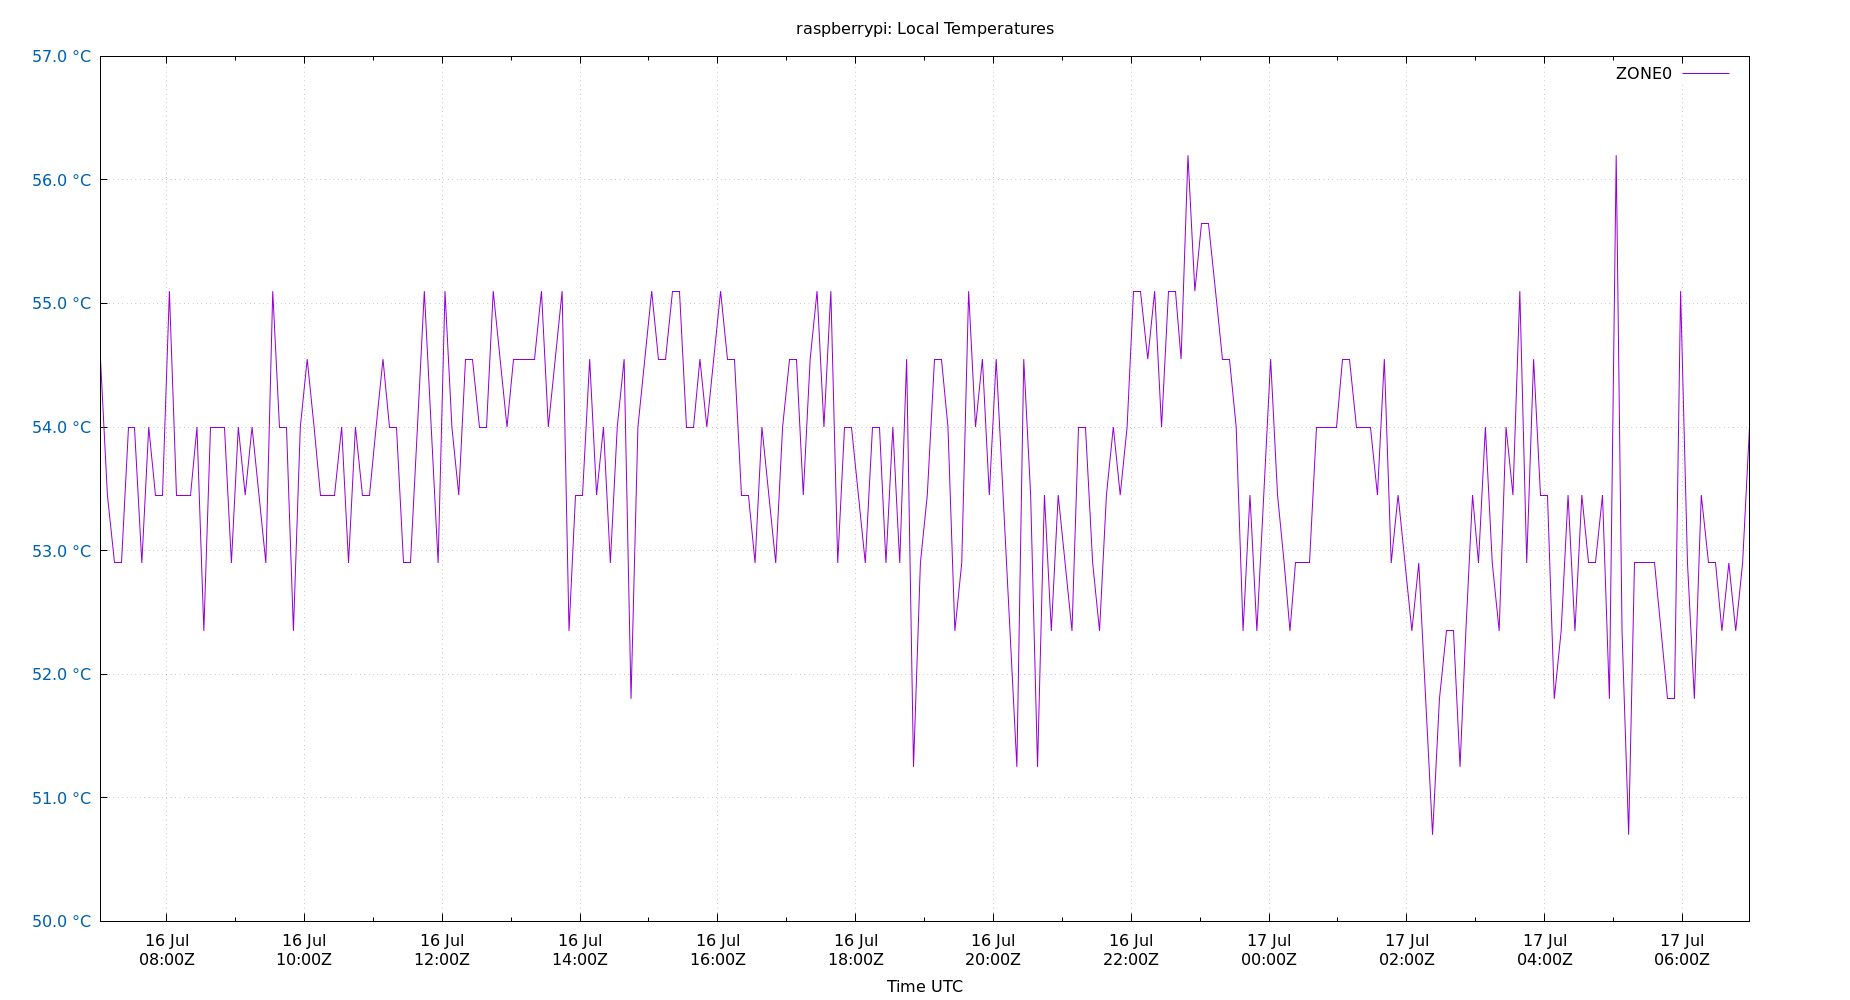 raspberrypi: Local Temperatures
57.0 °C
ZONE0
56.0 °C
55.0 °C
54.0 °C
53.0 °C
52.0 °C
51.0 °C
50.0 °C
16 Jul 16 Jul 16 Jul 16 Jul 16 Jul 16 Jul 16 Jul 16 Jul 17 Jul 17 Jul 17 Jul 17 Jul
08:00Z 10:00Z 12:00Z 14:00Z 16:00Z 18:00Z 20:00Z 22:00Z 00:00Z 02:00Z 04:00Z 06:00Z
Time UTC